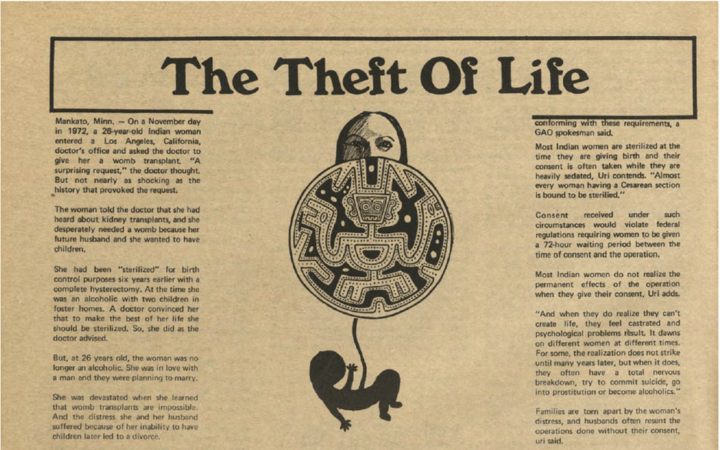 The Theft Of Life
Mankato, Minn. — On a November day
in 1972, a 26-year-old Indian woman
entered a Los Angeles, California,
doctor's office and asked the doctor to
give her a womb transplant. "A
surprising request," the doctor thought.
But not nearly as shocking as the
history that provoked the request.
The woman told the doctor that she had
heard about kidney transplants, and she
desperately needed a womb because her
future husband and she wanted to have
children.
She had been "sterilized" for birth
control purposes six years earlier with a
complete hysterectomy. At the time she
was an alcoholic with two children in
foster homes. A doctor convinced her
that to make the best of her life she
should be sterilized. So, she did as the
doctor advised.
But, at 26 years old, the woman was no
longer an alcoholic. She was in love with
a man and they were planning to marry.
She was devastated when she learned
that womb transplants are impossible.
And the distress she and her husband
suffered because of her inability to have
children later led to a divorce.
conforming with these requirements, a
GAO spokesman said.
Most Indian women are sterilized at the
time they are giving birth and their
consent is often taken while they are
heavily sedated, Uri contends. "Almost
every woman having a Cesarean section
is bound to be sterilied."
Consent received under such
circumstances would violate federal
regulations requiring women to be given
a 72-hour waiting period between the
time of consent and the operation.
Most Indian women do not realize the
permanent effects of the operation
when they give their consent, Uri adds.
"And when they do realize they can't
create life, they feel castrated and
psychological problems risult. It dawns
on different women at different times.
For some, the realization does not strike
until many years later, but when it does,
they often have a total nervous
breakdown, try to commit suicide, go
into prostitution or become alcoholics."
Families are torn apart by the woman's
distress, and husbands often resent the
operations done without their consent,
uri said.